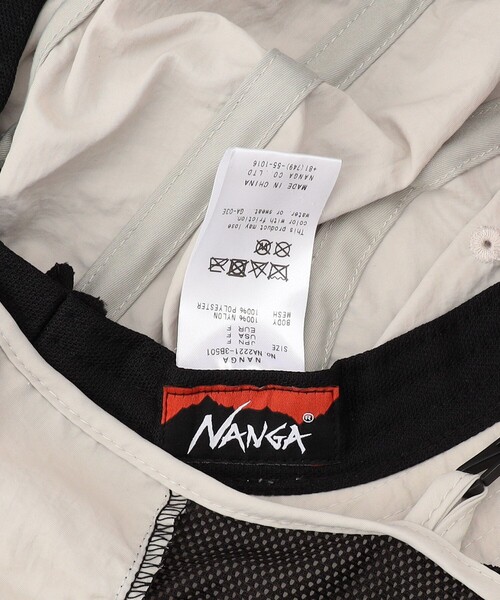 NANGA
No NA2221-3B501
SIZE
JPN F
USA F
EUR F
BODY 100% NYLON
MESH 100% POLYESTER
This product may lose
color with friction
water or sweat. GA-03E
MADE IN CHINA
NANGA CO. LTD
+81(749)-55-1016
NANGA®